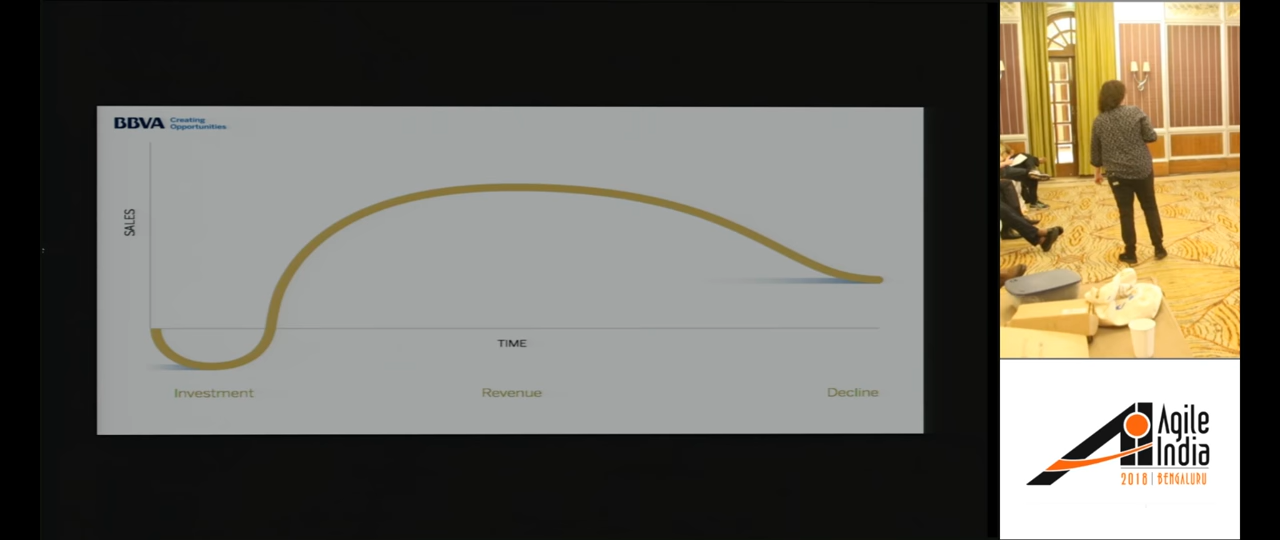 BBVA Creating
Opportunities
SALES
TIME
Investment
Revenue
Decline
Agile
India
2018 | BENGALURU